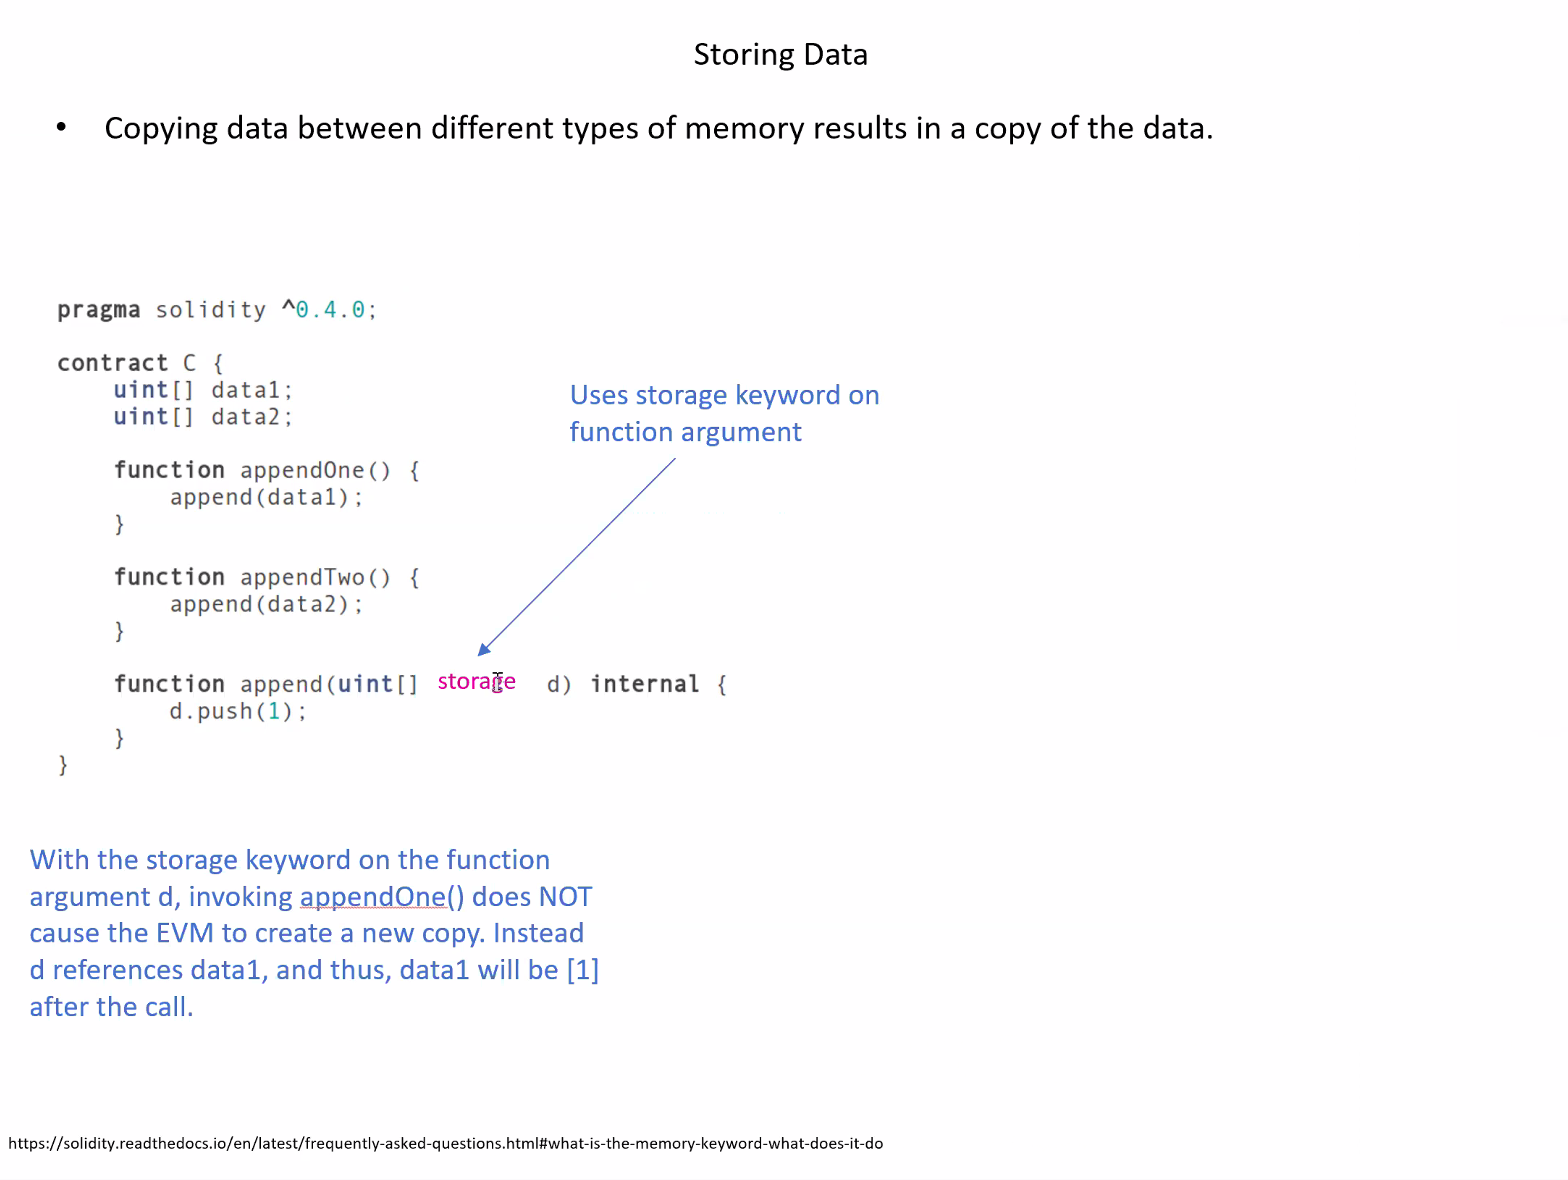 Storing Data
• Copying data between different types of memory results in a copy of the data.
pragma solidity ^0.4.0;
contract C {
    uint[] data1;
    uint[] data2;
Uses storage keyword on
function argument
    function appendOne() {
        append(data1);
    }
    function appendTwo() {
        append(data2);
    }
    function append(uint[] storage d) internal {
        d.push(1);
    }
}
With the storage keyword on the function
argument d, invoking appendOne() does NOT
cause the EVM to create a new copy. Instead
d references data1, and thus, data1 will be [1]
after the call.
https://solidity.readthedocs.io/en/latest/frequently-asked-questions.html#what-is-the-memory-keyword-what-does-it-do